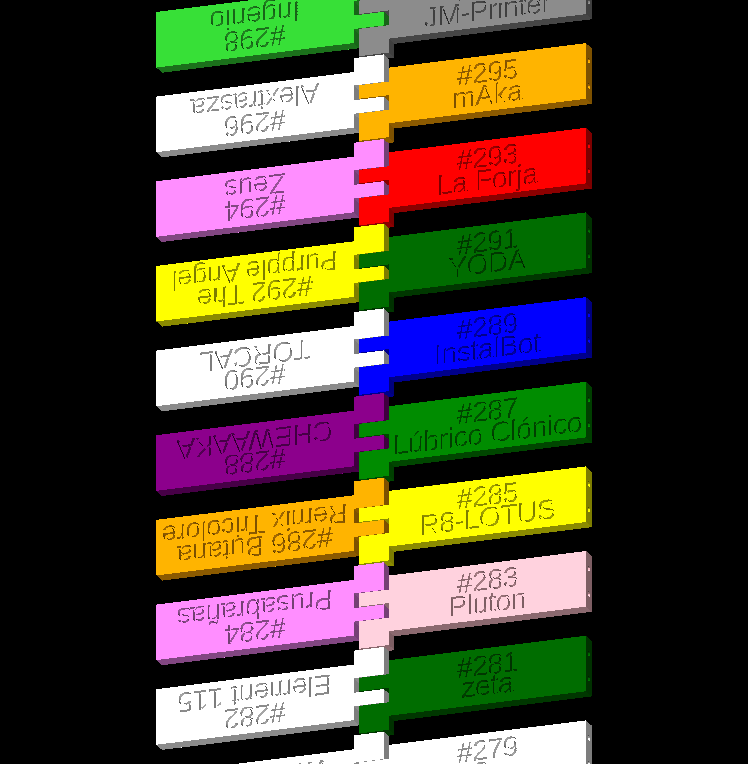 JM-Printer
#298
Ingenio
#295
mAka
#296
Alextrasza
#293
La Forja
#294
Zeus
#291
YODA
#292 The
Purpple Angel
#289
InstalBot
#290
TORCAL
#287
Lúbrico Clónico
#288
CHEWAAKA
#285
R8-LOTUS
#286 Butana
Remix Tricolore
#283
Pluton
#284
Prusabrañas
#281
zeta
#282
Element 115
#279